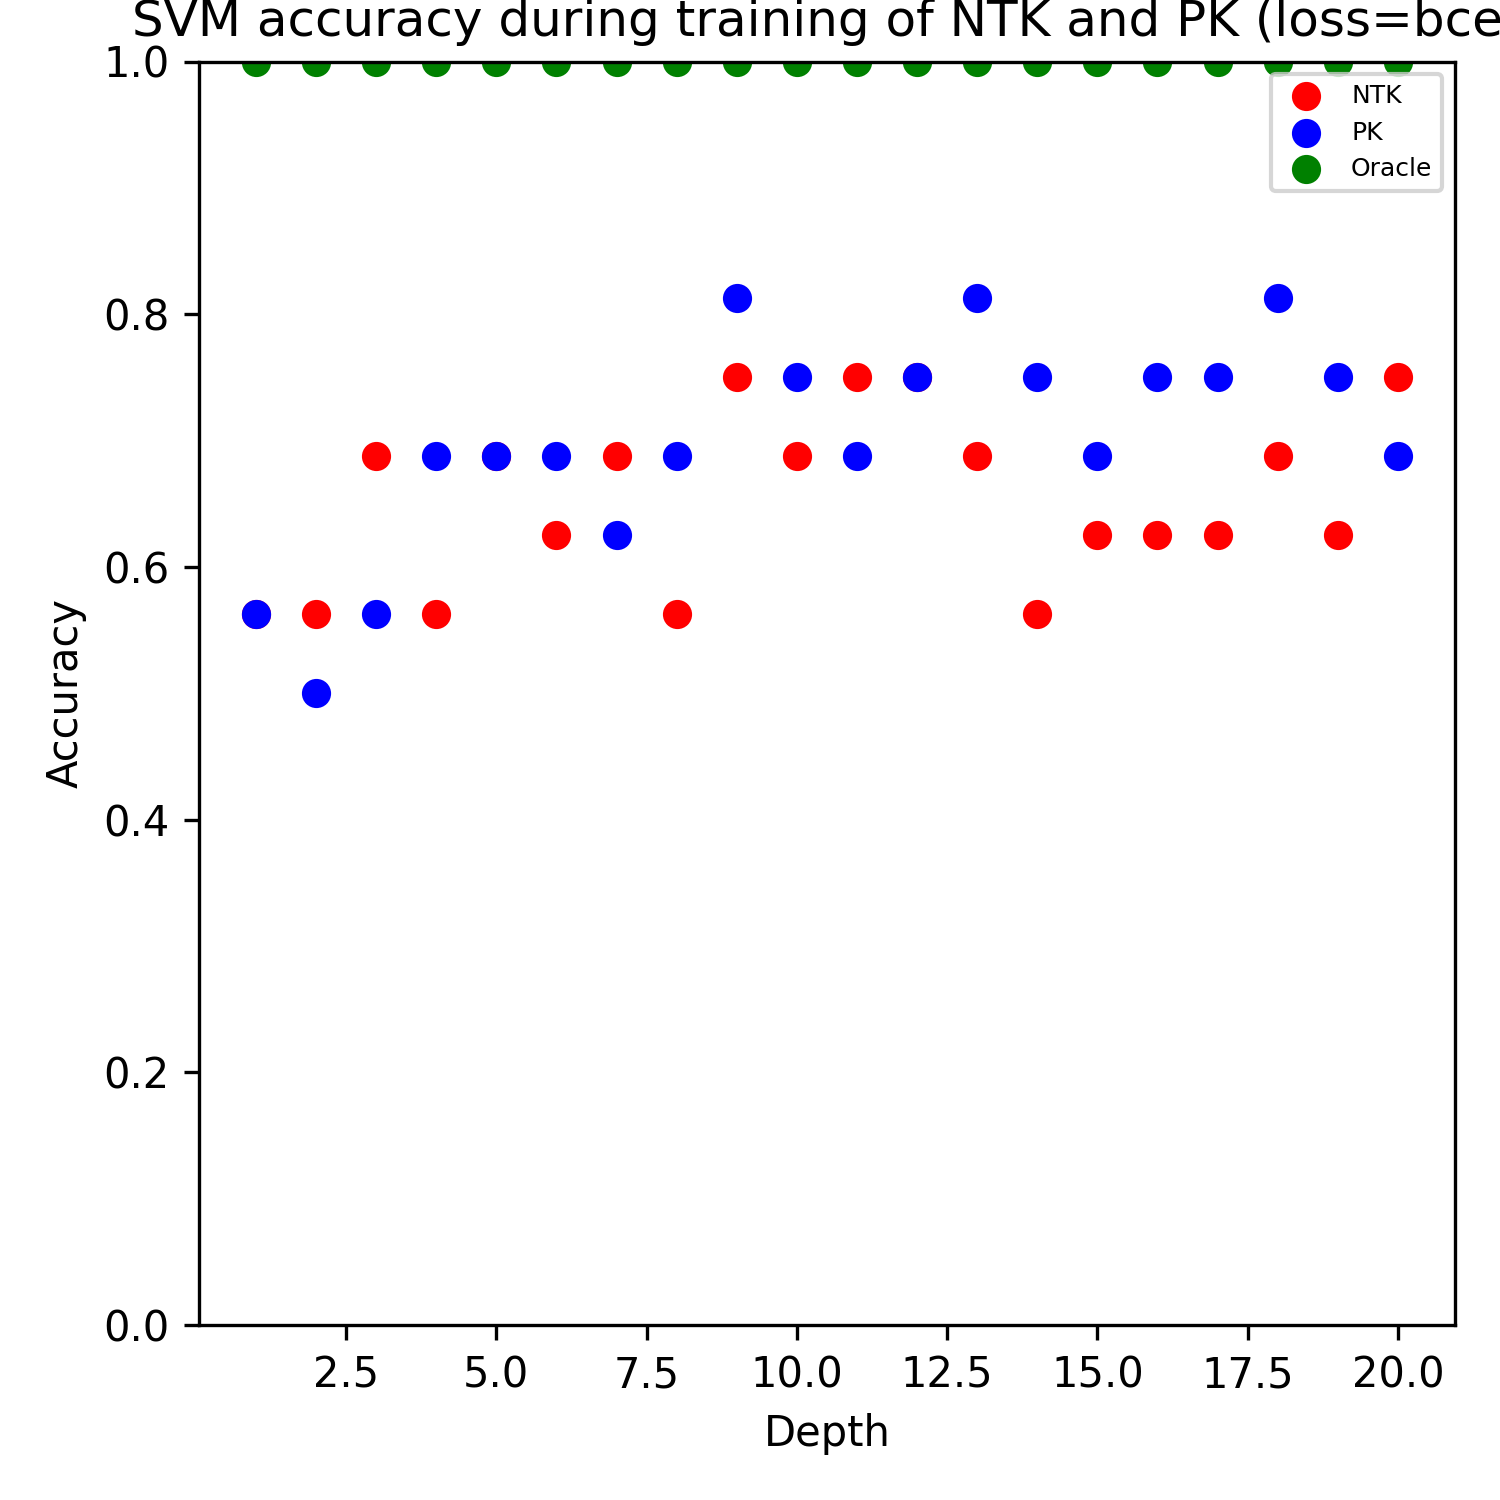 SVM accuracy during training of NTK and PK (loss=bce
1.0
0.8
0.6
0.4
0.2
0.0
Accuracy
NTK
PK
Oracle
2.5 5.0 7.5 10.0 12.5 15.0 17.5 20.0
Depth